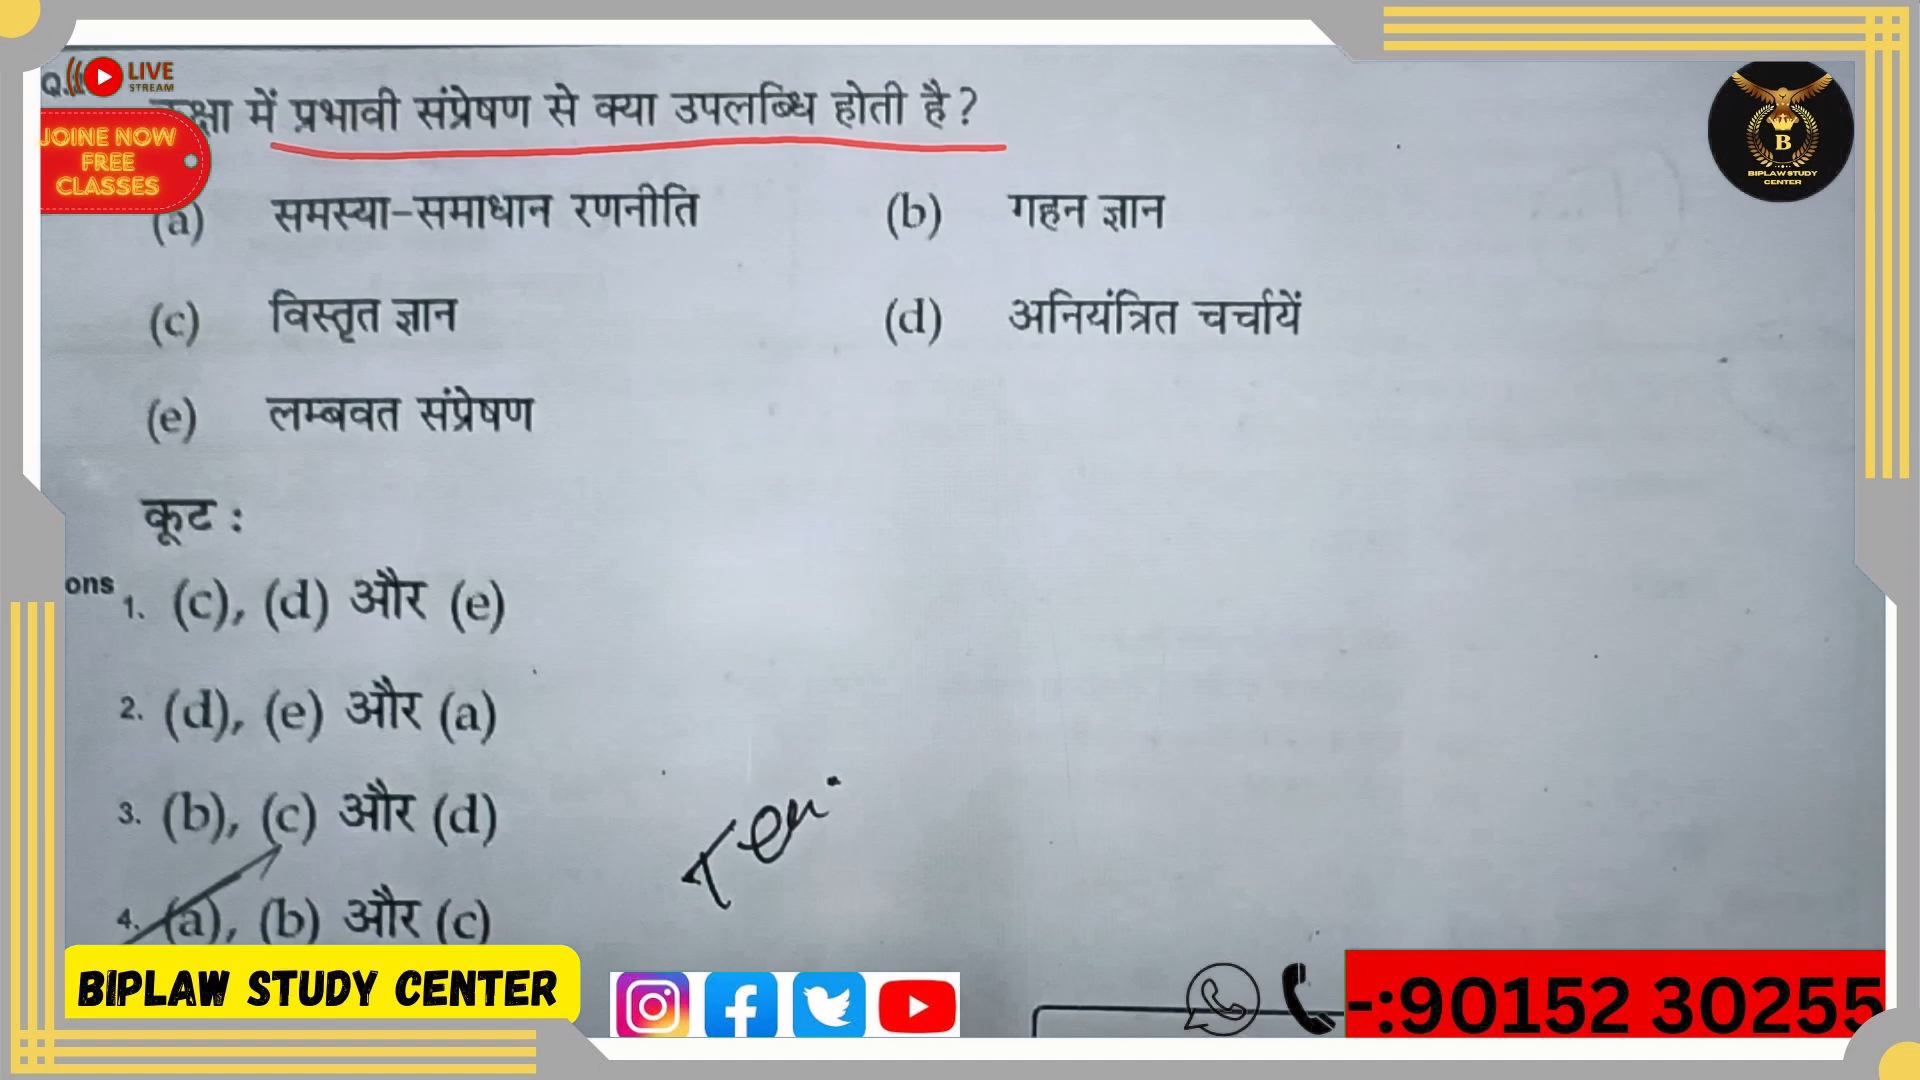 Q.
LIVE
STREAM
कक्षा में प्रभावी संप्रेषण से क्या उपलब्धि होती है?
JOINE NOW
FREE
CLASSES
(a) समस्या-समाधान रणनीति (b) गहन ज्ञान
(c) विस्तृत ज्ञान (d) अनियंत्रित चर्चायें
(e) लम्बवत संप्रेषण
कूट :
ons
1. (c), (d) और (e)
2. (d), (e) और (a)
3. (b), (c) और (d)
4. (a), (b) और (c)
B
BIPLAW STUDY
CENTER
BIPLAW STUDY CENTER
-:90152 30255